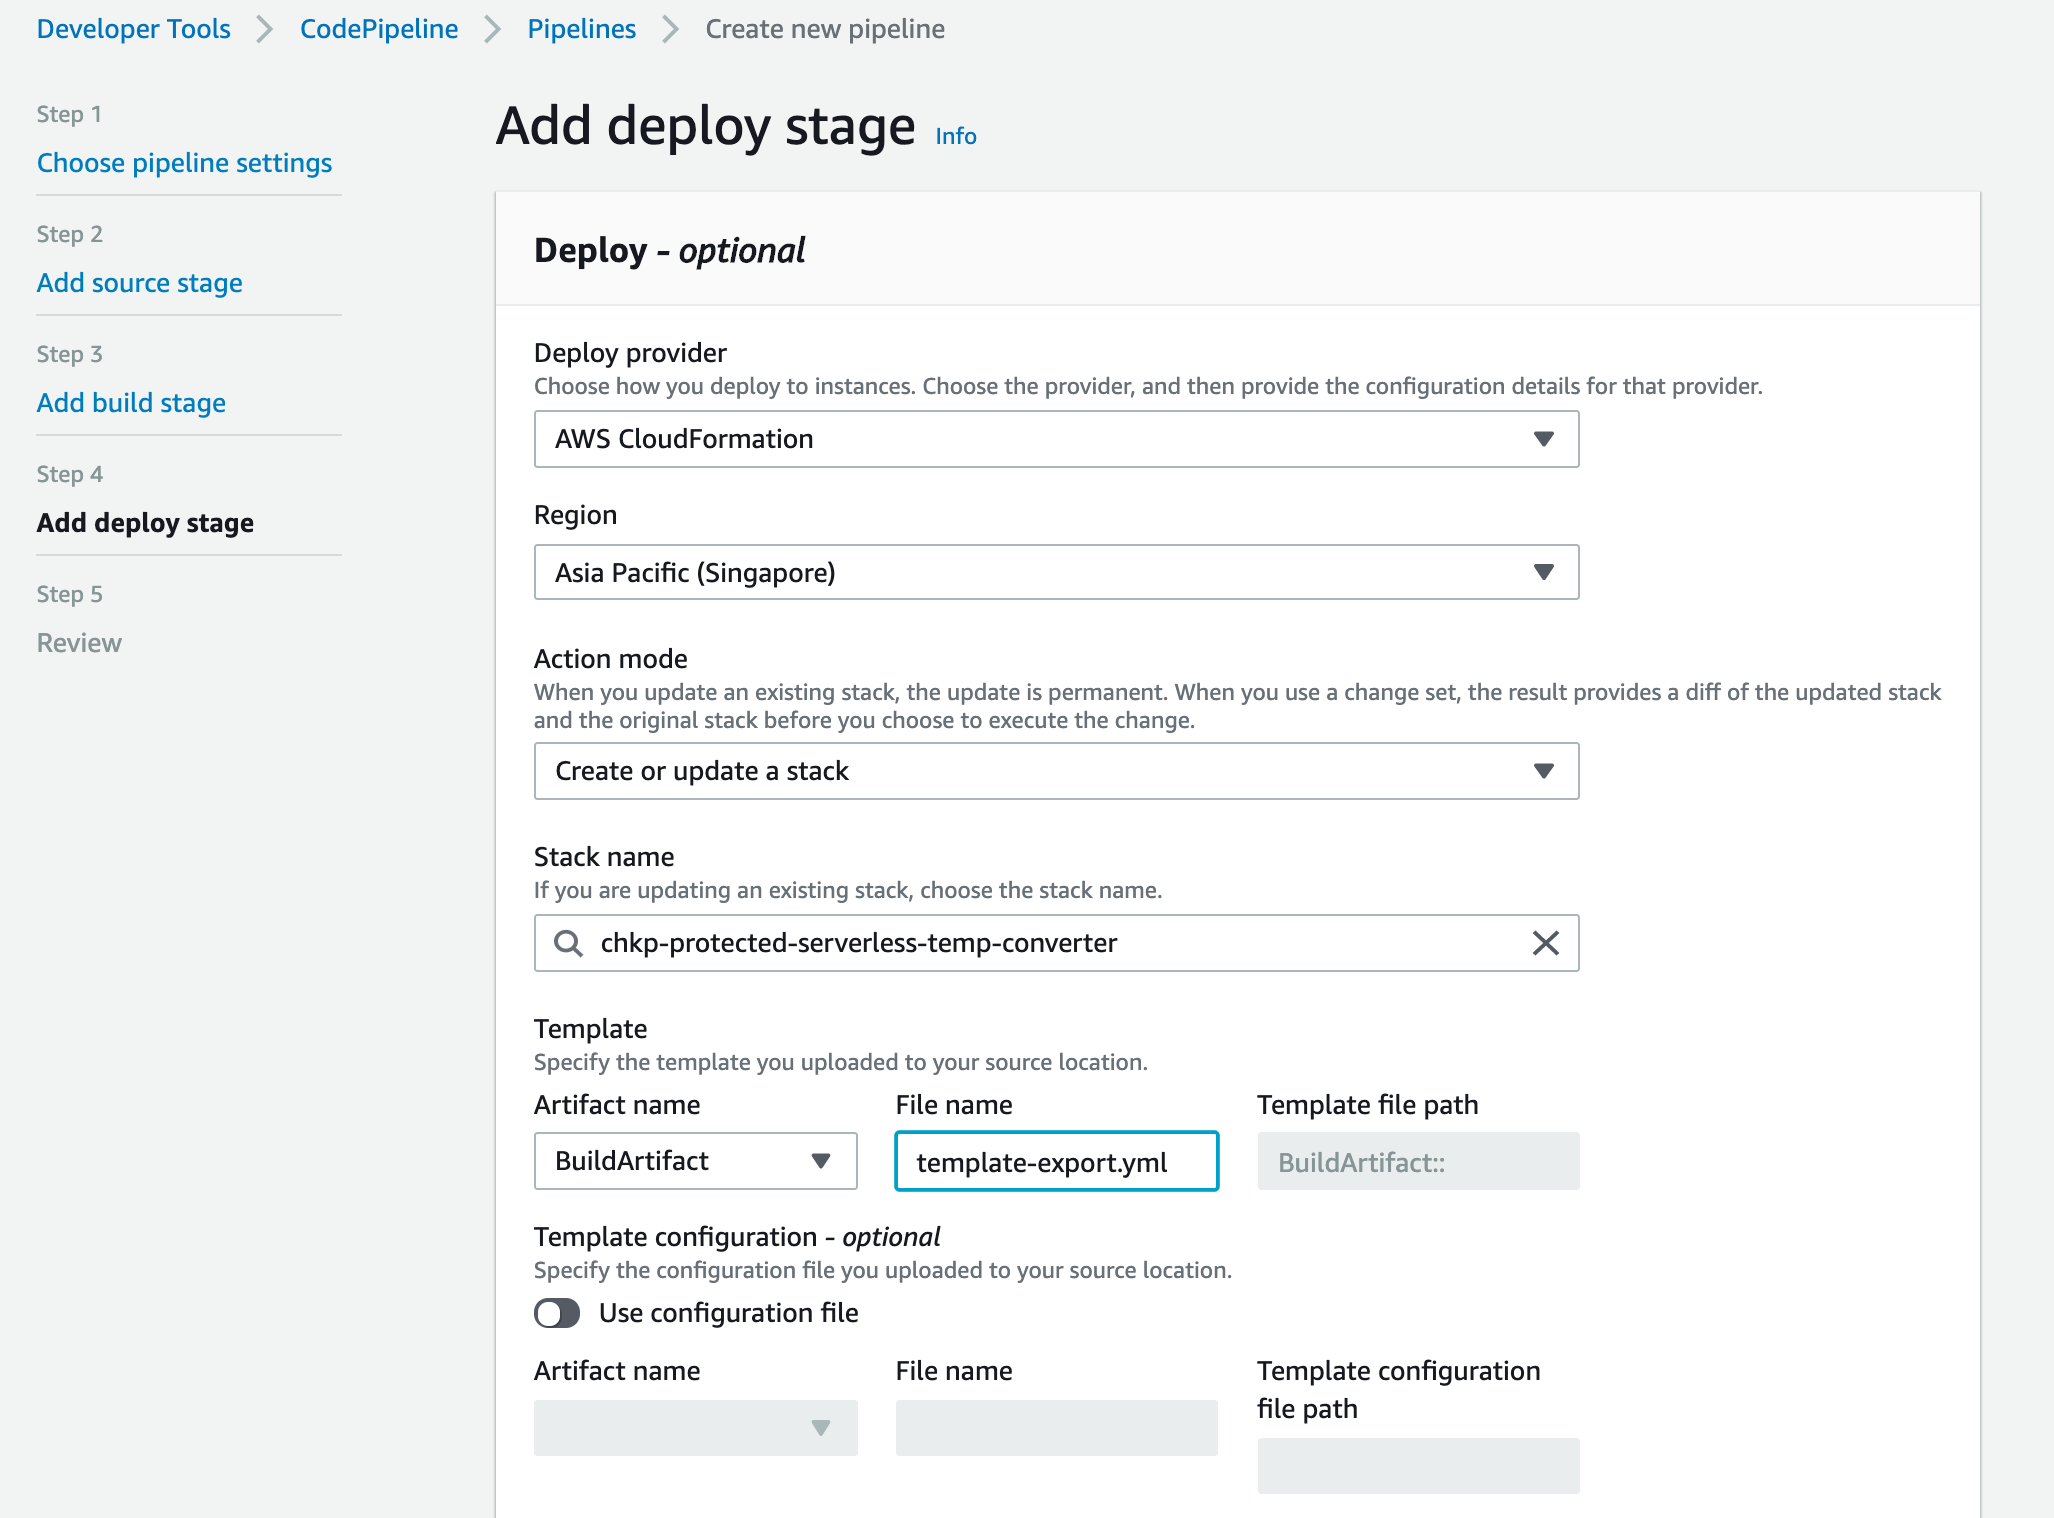 Developer Tools > CodePipeline > Pipelines > Create new pipeline
Step 1
Choose pipeline settings
Step 2
Add source stage
Step 3
Add build stage
Step 4
Add deploy stage
Step 5
Review
Add deploy stage Info
Deploy - optional
Deploy provider
Choose how you deploy to instances. Choose the provider, and then provide the configuration details for that provider.
AWS CloudFormation
Region
Asia Pacific (Singapore)
Action mode
When you update an existing stack, the update is permanent. When you use a change set, the result provides a diff of the updated stack
and the original stack before you choose to execute the change.
Create or update a stack
Stack name
If you are updating an existing stack, choose the stack name.
chkp-protected-serverless-temp-converter
Template
Specify the template you uploaded to your source location.
Artifact name File name Template file path
BuildArtifact template-export.yml BuildArtifact::
Template configuration - optional
Specify the configuration file you uploaded to your source location.
Use configuration file
Artifact name File name Template configuration
file path